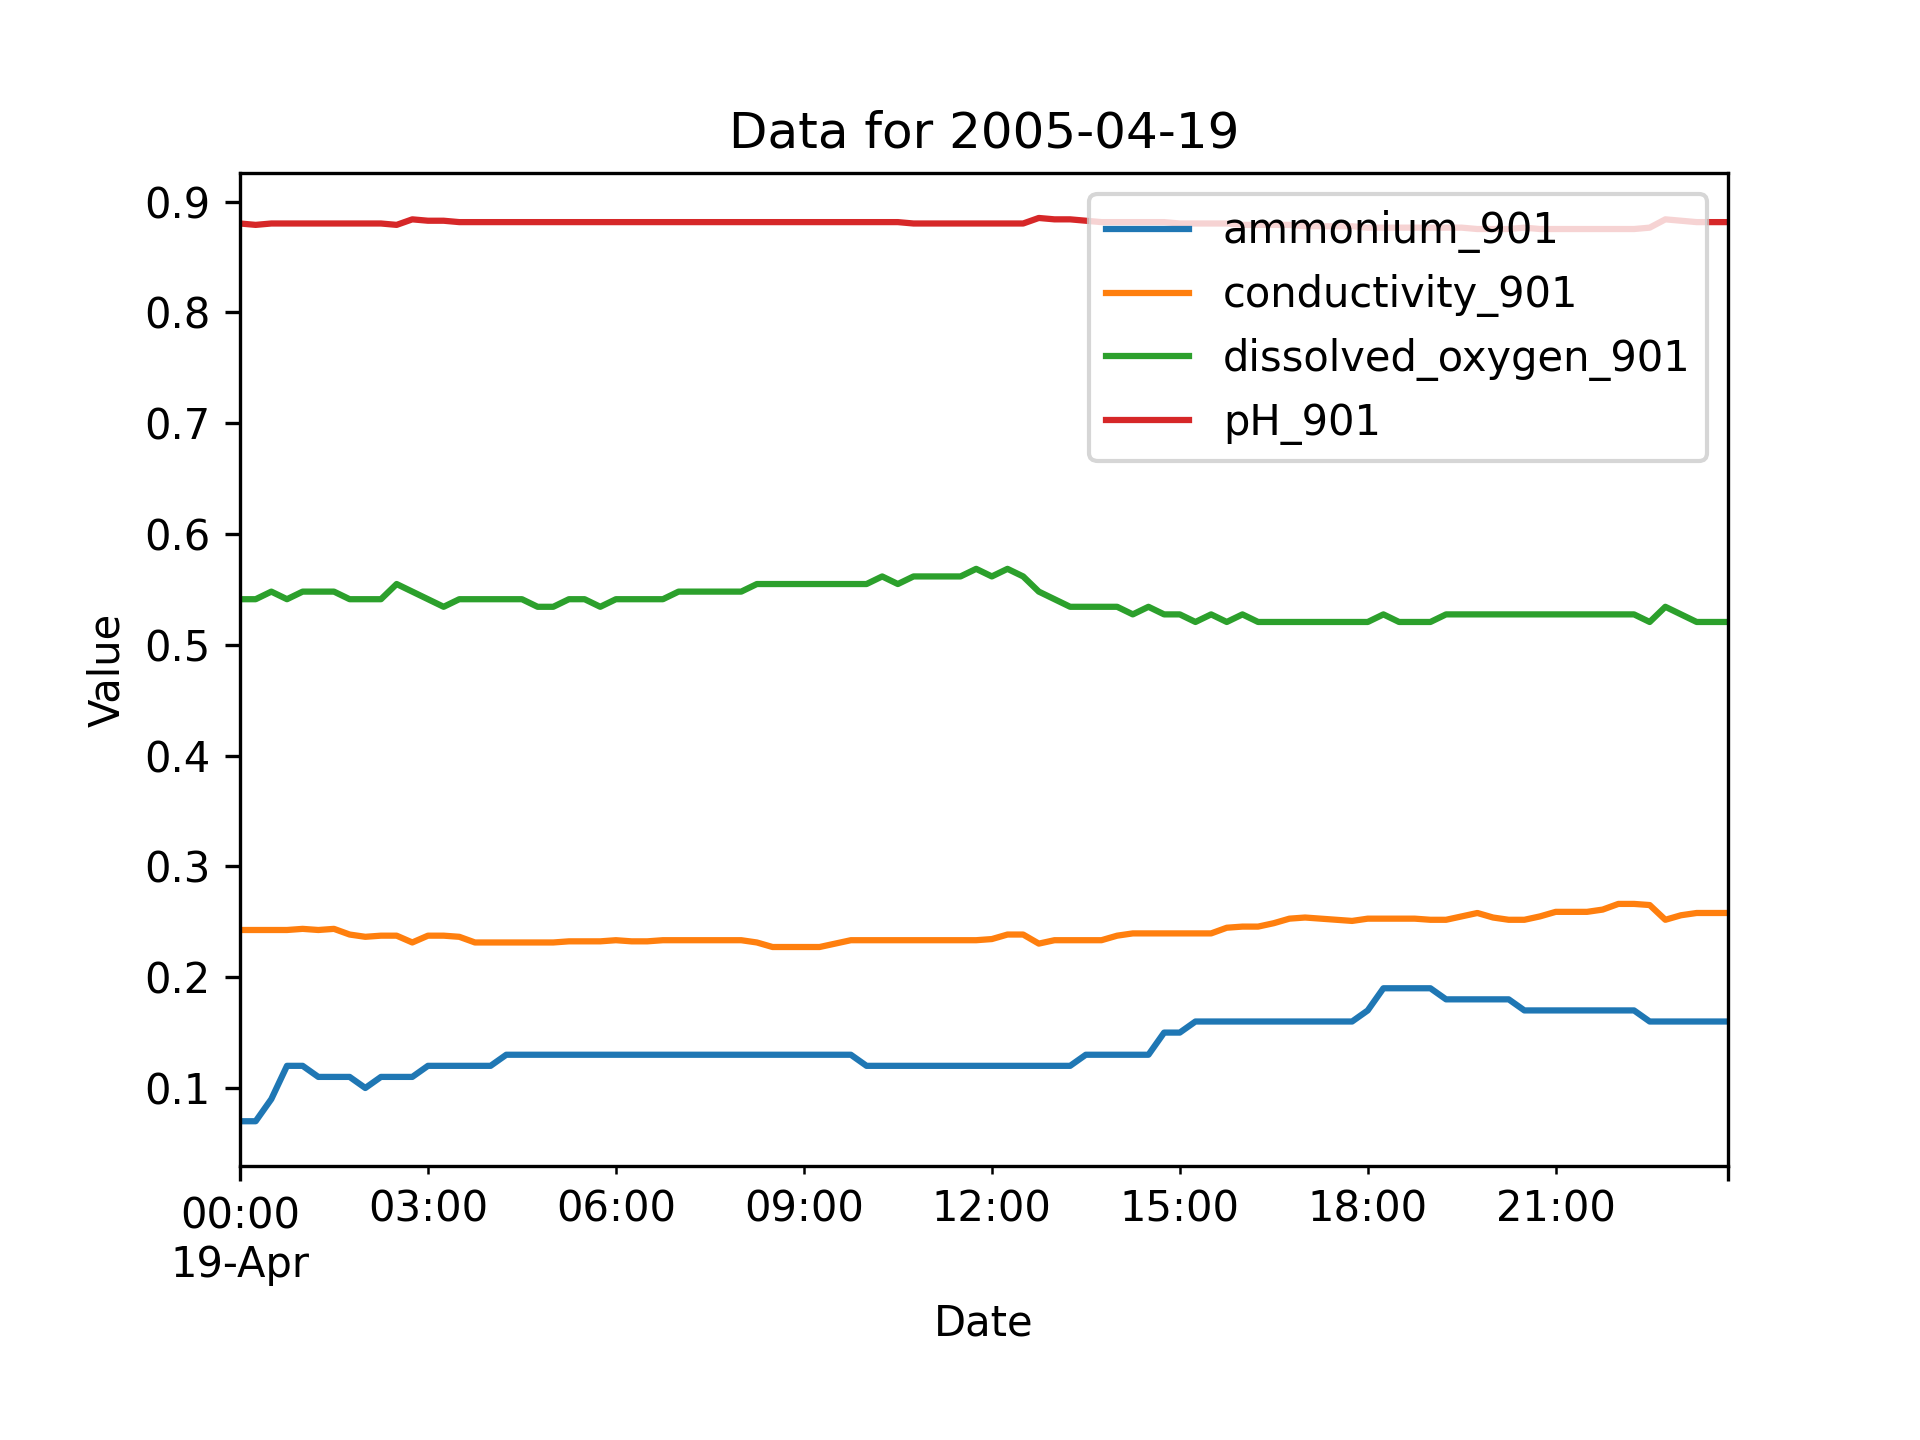 Data for 2005-04-19
ammonium_901
conductivity_901
dissolved_oxygen_901
pH_901
Value
0.9
0.8
0.7
0.6
0.5
0.4
0.3
0.2
0.1
00:00 03:00 06:00 09:00 12:00 15:00 18:00 21:00
19-Apr
Date